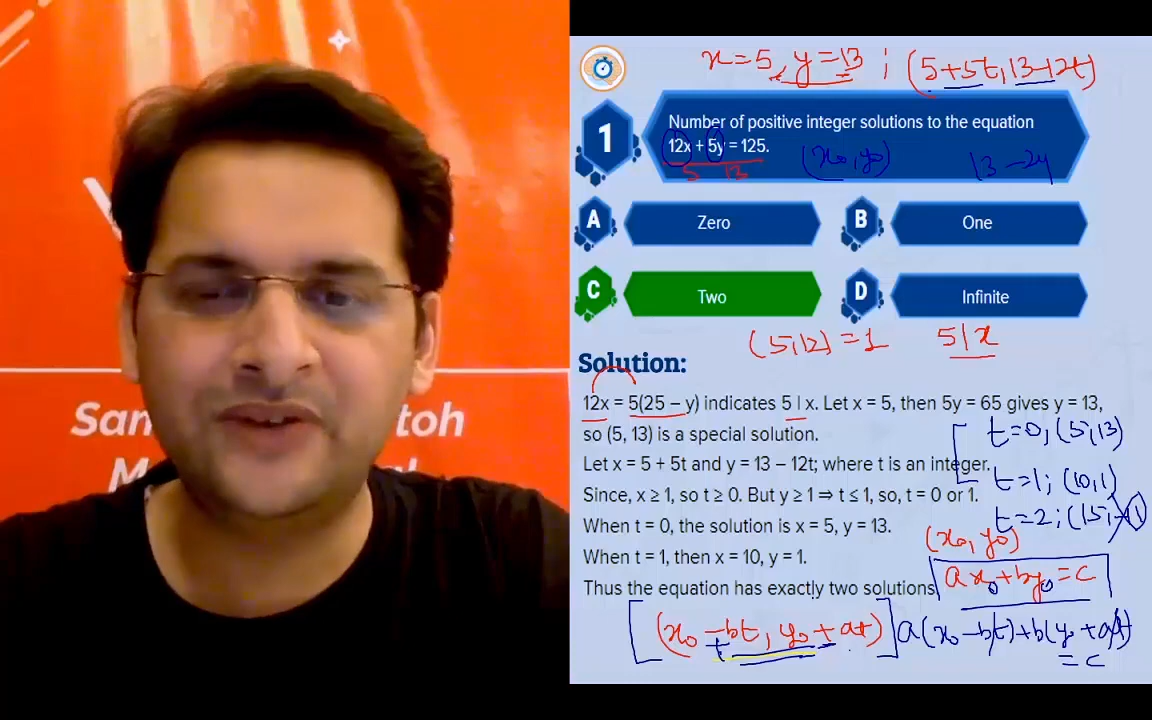 x=5, y=13 ; (5+5t, 13-12t)
1
Number of positive integer solutions to the equation
12x + 5y = 125.
5 13
(x₀, y₀)
13 - 24
A Zero
B One
C Two
D Infinite
(5,12) = 1
5|x
Solution:
12x = 5(25 – y) indicates 5 | x. Let x = 5, then 5y = 65 gives y = 13,
so (5, 13) is a special solution.
t=0, (5,13)
Let x = 5 + 5t and y = 13 – 12t; where t is an integer.
t=1; (10,1)
Since, x ≥ 1, so t ≥ 0. But y ≥ 1 ⇒ t ≤ 1, so, t = 0 or 1.
t=2; (15,-11)
When t = 0, the solution is x = 5, y = 13.
(x₀, y₀)
When t = 1, then x = 10, y = 1.
ax₀+by₀=c
Thus the equation has exactly two solutions
[(x₀ -bt, y₀ + at)]
+ -
a(x₀ -bt)+b(y₀ +at)
= c
San toh
M al